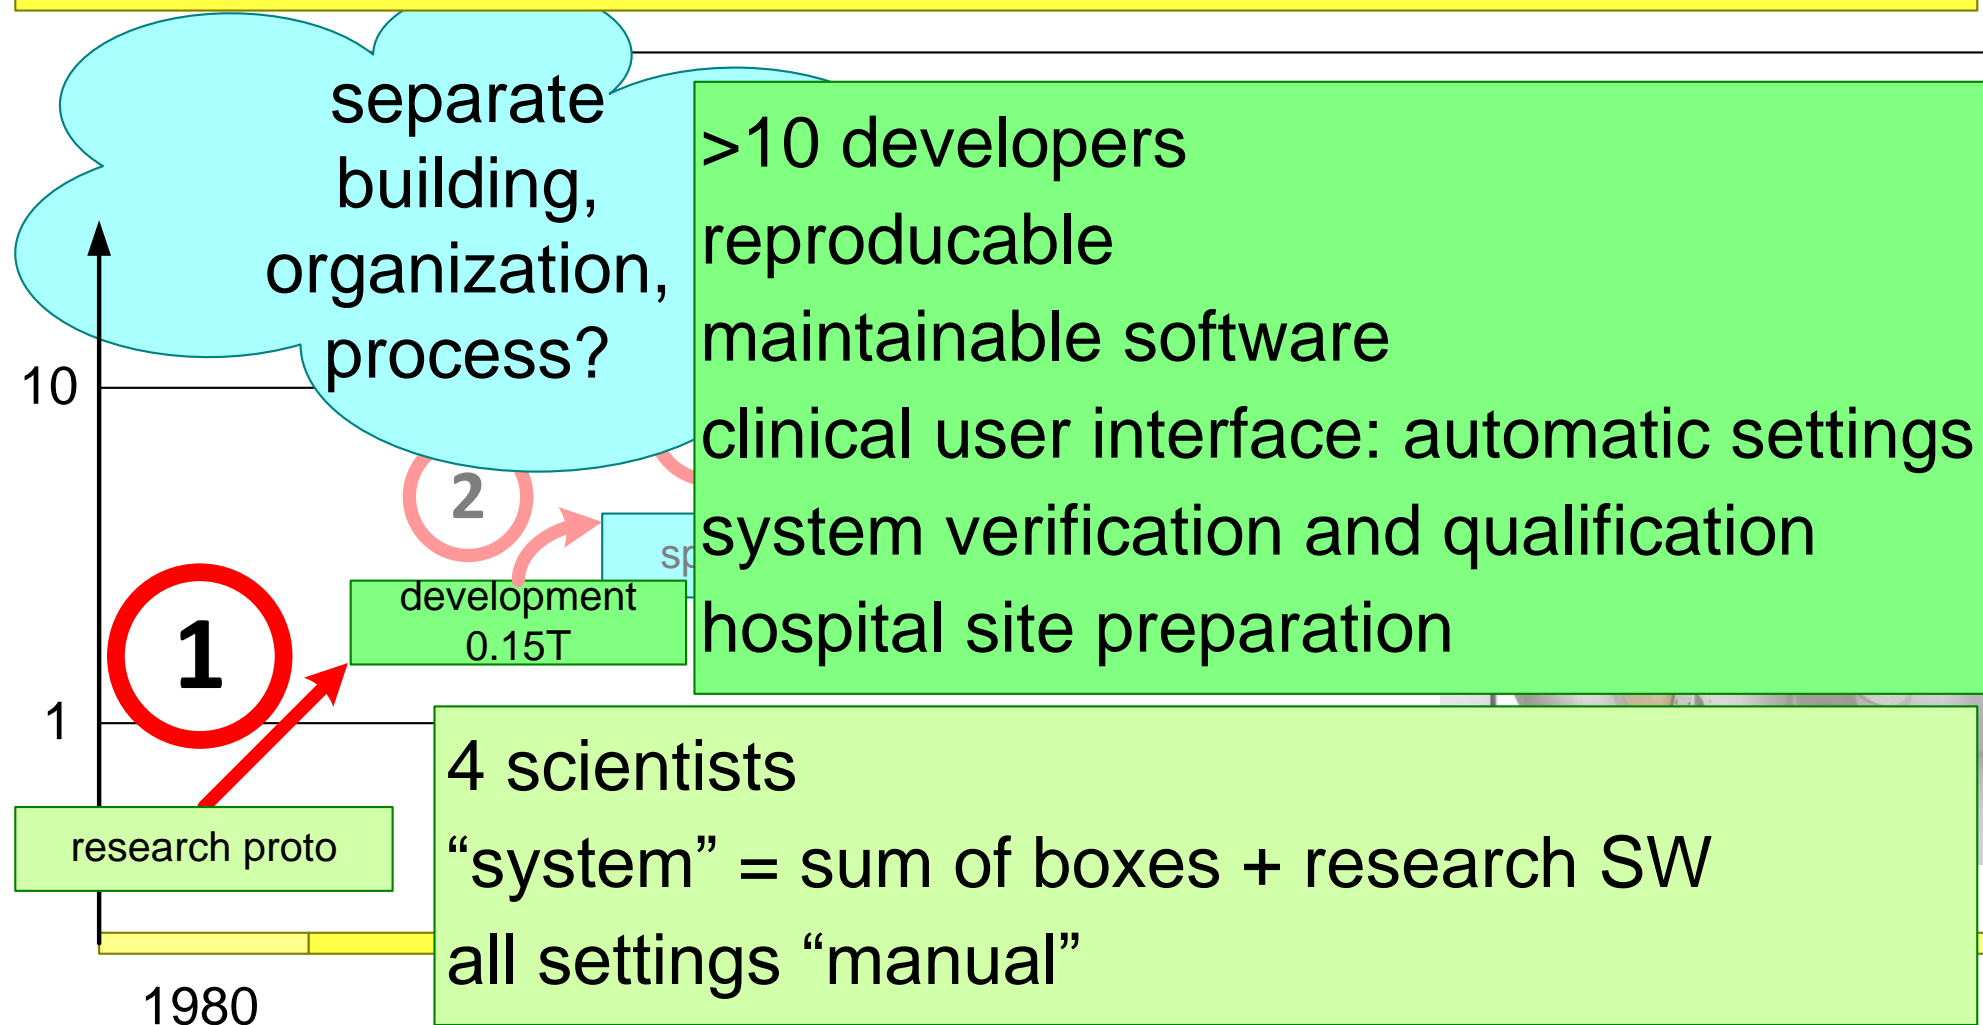 separate
building,
organization,
process?
>10 developers
reproducable
maintainable software
clinical user interface: automatic settings
system verification and qualification
hospital site preparation
10
2
development
0.15T
1
1
4 scientists
“system” = sum of boxes + research SW
all settings “manual”
research proto
1980